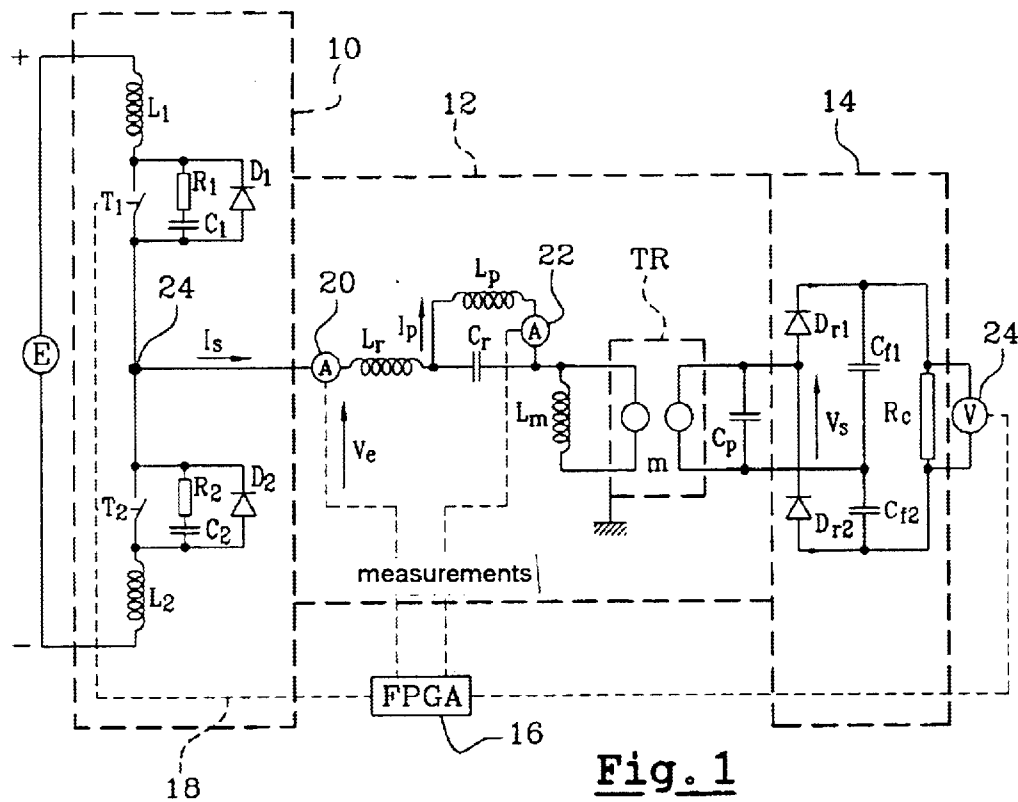 +
10
12
14
L1
D1
R1
T1
C1
Lp
22
TR
24
20
Ip
Is
Lr
Cr
A
A
Dr1
Cf1
24
E
Lm
Vs
Rc
V
Ve
Cp
m
D2
R2
T2
C2
Dr2
Cf2
measurements
L2
−
FPGA
18
16
Fig. 1